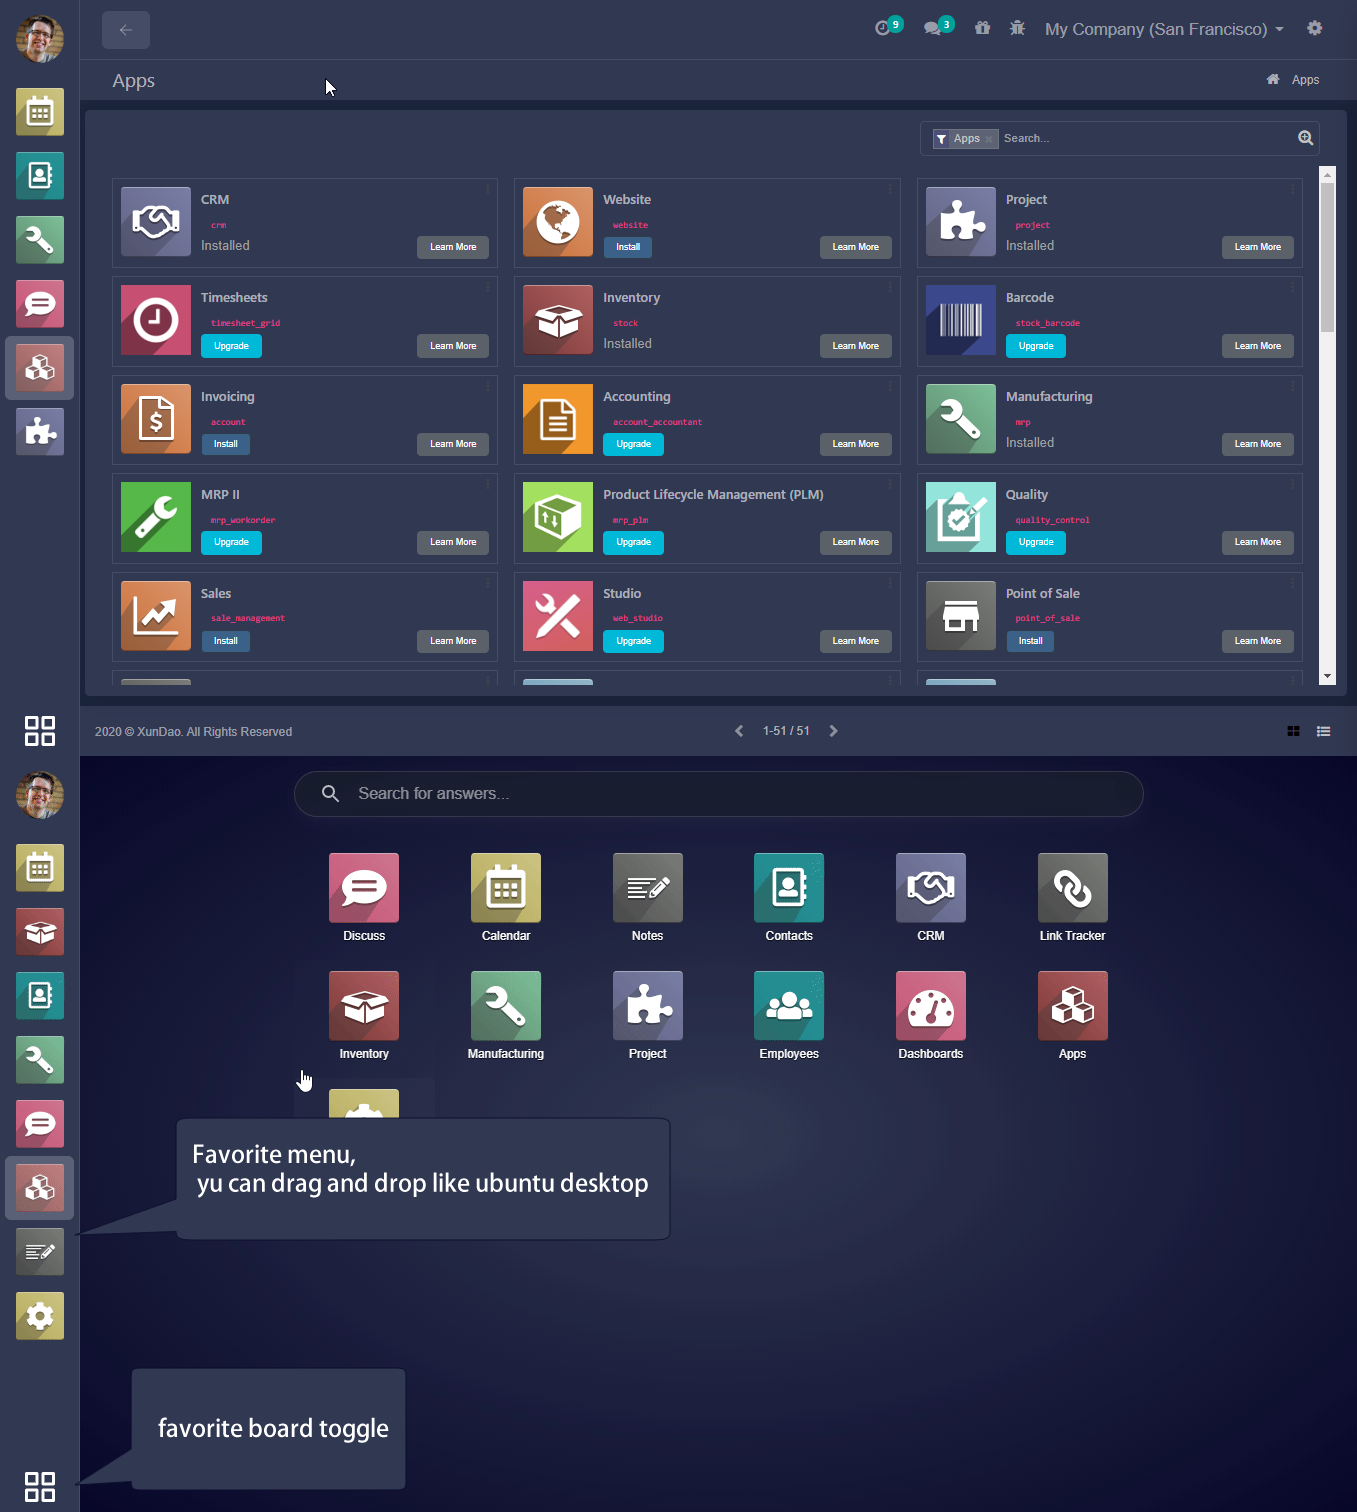 9
3
My Company (San Francisco)
Apps
Apps
Apps × Search...
CRM
crm
Installed
Learn More
Website
website
Install
Learn More
Project
project
Installed
Learn More
Timesheets
timesheet_grid
Upgrade
Learn More
Inventory
stock
Installed
Learn More
Barcode
stock_barcode
Upgrade
Learn More
Invoicing
account
Install
Learn More
Accounting
account_accountant
Upgrade
Learn More
Manufacturing
mrp
Installed
Learn More
MRP II
mrp_workorder
Upgrade
Learn More
Product Lifecycle Management (PLM)
mrp_plm
Upgrade
Learn More
Quality
quality_control
Upgrade
Learn More
Sales
sale_management
Install
Learn More
Studio
web_studio
Upgrade
Learn More
Point of Sale
point_of_sale
Install
Learn More
2020 © XunDao. All Rights Reserved
1-51 / 51
Search for answers...
Discuss
Calendar
Notes
Contacts
CRM
Link Tracker
Inventory
Manufacturing
Project
Employees
Dashboards
Apps
Favorite menu,
yu can drag and drop like ubuntu desktop
favorite board toggle